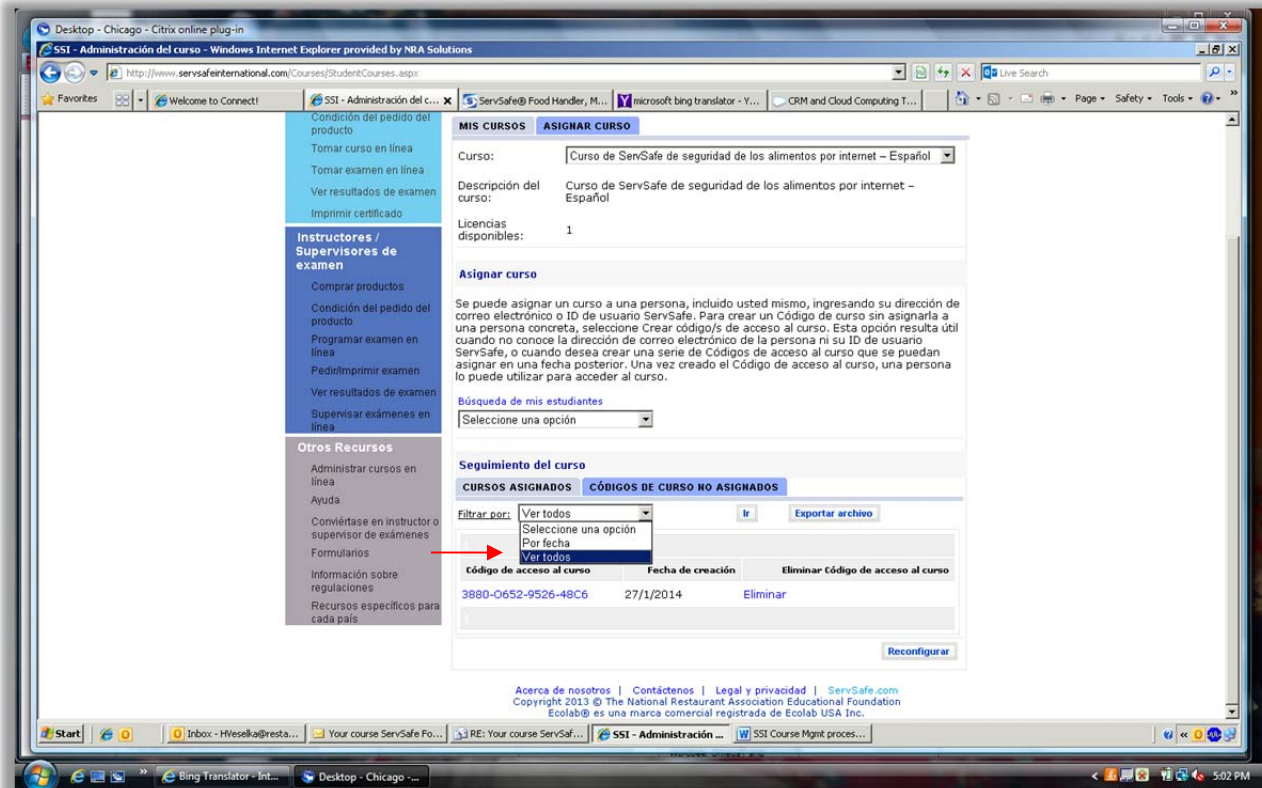 Desktop - Chicago - Citrix online plug-in
SSI - Administración del curso - Windows Internet Explorer provided by NRA Solutions
http://www.servsafeinternational.com/Courses/StudentCourses.aspx
Live Search
Favorites
Welcome to Connect!
SSI - Administración del c...
ServSafe® Food Handler, M...
microsoft bing translator - Y...
CRM and Cloud Computing T...
Page
Safety
Tools
Condición del pedido del
producto
Tomar curso en línea
Tomar examen en línea
Ver resultados de examen
Imprimir certificado
Instructores /
Supervisores de
examen
Comprar productos
Condición del pedido del
producto
Programar examen en
línea
Pedir/Imprimir examen
Ver resultados de examen
Supervisar exámenes en
línea
Otros Recursos
Administrar cursos en
línea
Ayuda
Conviértase en instructor o
supervisor de exámenes
Formularios
Información sobre
regulaciones
Recursos específicos para
cada país
MIS CURSOS ASIGNAR CURSO
Curso: Curso de ServSafe de seguridad de los alimentos por internet – Español
Descripción del Curso de ServSafe de seguridad de los alimentos por internet –
curso: Español
Licencias
disponibles: 1
Asignar curso
Se puede asignar un curso a una persona, incluido usted mismo, ingresando su dirección de
correo electrónico o ID de usuario ServSafe. Para crear un Código de curso sin asignarla a
una persona concreta, seleccione Crear código/s de acceso al curso. Esta opción resulta útil
cuando no conoce la dirección de correo electrónico de la persona ni su ID de usuario
ServSafe, o cuando desea crear una serie de Códigos de acceso al curso que se puedan
asignar en una fecha posterior. Una vez creado el Código de acceso al curso, una persona
lo puede utilizar para acceder al curso.
Búsqueda de mis estudiantes
Seleccione una opción
Seguimiento del curso
CURSOS ASIGNADOS CÓDIGOS DE CURSO NO ASIGNADOS
Filtrar por: Ver todos Ir Exportar archivo
Seleccione una opción
Por fecha
Ver todos
Código de acceso al curso Fecha de creación Eliminar Código de acceso al curso
3880-O652-9526-48C6 27/1/2014 Eliminar
Reconfigurar
Acerca de nosotros | Contáctenos | Legal y privacidad | ServSafe.com
Copyright 2013 © The National Restaurant Association Educational Foundation
Ecolab® es una marca comercial registrada de Ecolab USA Inc.
Start
Inbox - HVeselka@resta...
Your course ServSafe Fo...
RE: Your course ServSaf...
SSI - Administración ...
SSI Course Mgmt proces...
Bing Translator - Int...
Desktop - Chicago -...
5:02 PM